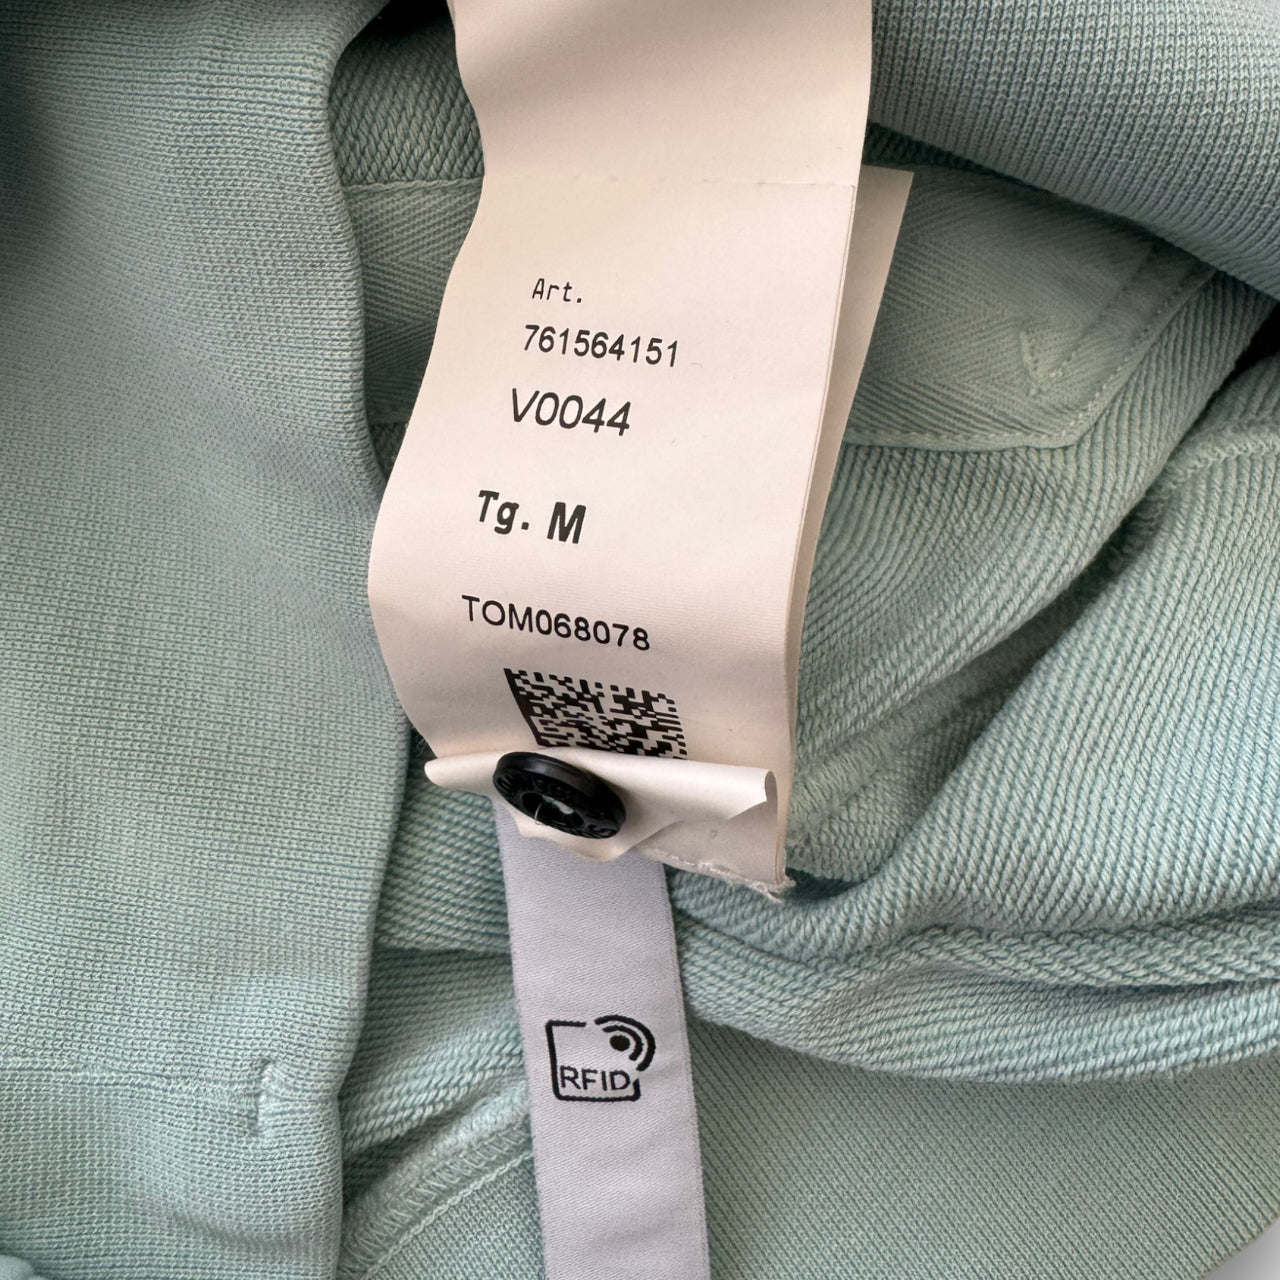 Art.
761564151
V0044
Tg. M
TOM068078
RFID